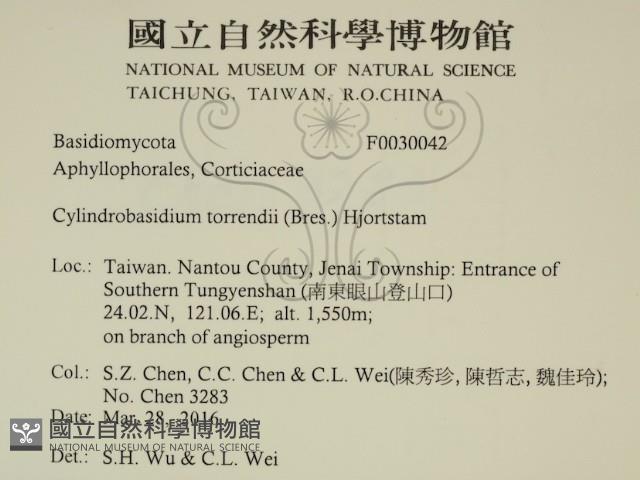 國立自然科學博物館
NATIONAL MUSEUM OF NATURAL SCIENCE
TAICHUNG, TAIWAN, R.O.CHINA
Basidiomycota F0030042
Aphyllophorales, Corticiaceae
Cylindrobasidium torrendii (Bres.) Hjortstam
Loc.: Taiwan. Nantou County, Jenai Township: Entrance of
Southern Tungyenshan (南東眼山登山口)
24.02.N, 121.06.E; alt. 1,550m;
on branch of angiosperm
Col.: S.Z. Chen, C.C. Chen & C.L. Wei(陳秀珍, 陳哲志, 魏佳玲);
No. Chen 3283
Date: Mar. 28, 2016
國立自然科學博物館
NATIONAL MUSEUM OF NATURAL SCIENCE
Det.: S.H. Wu & C.L. Wei